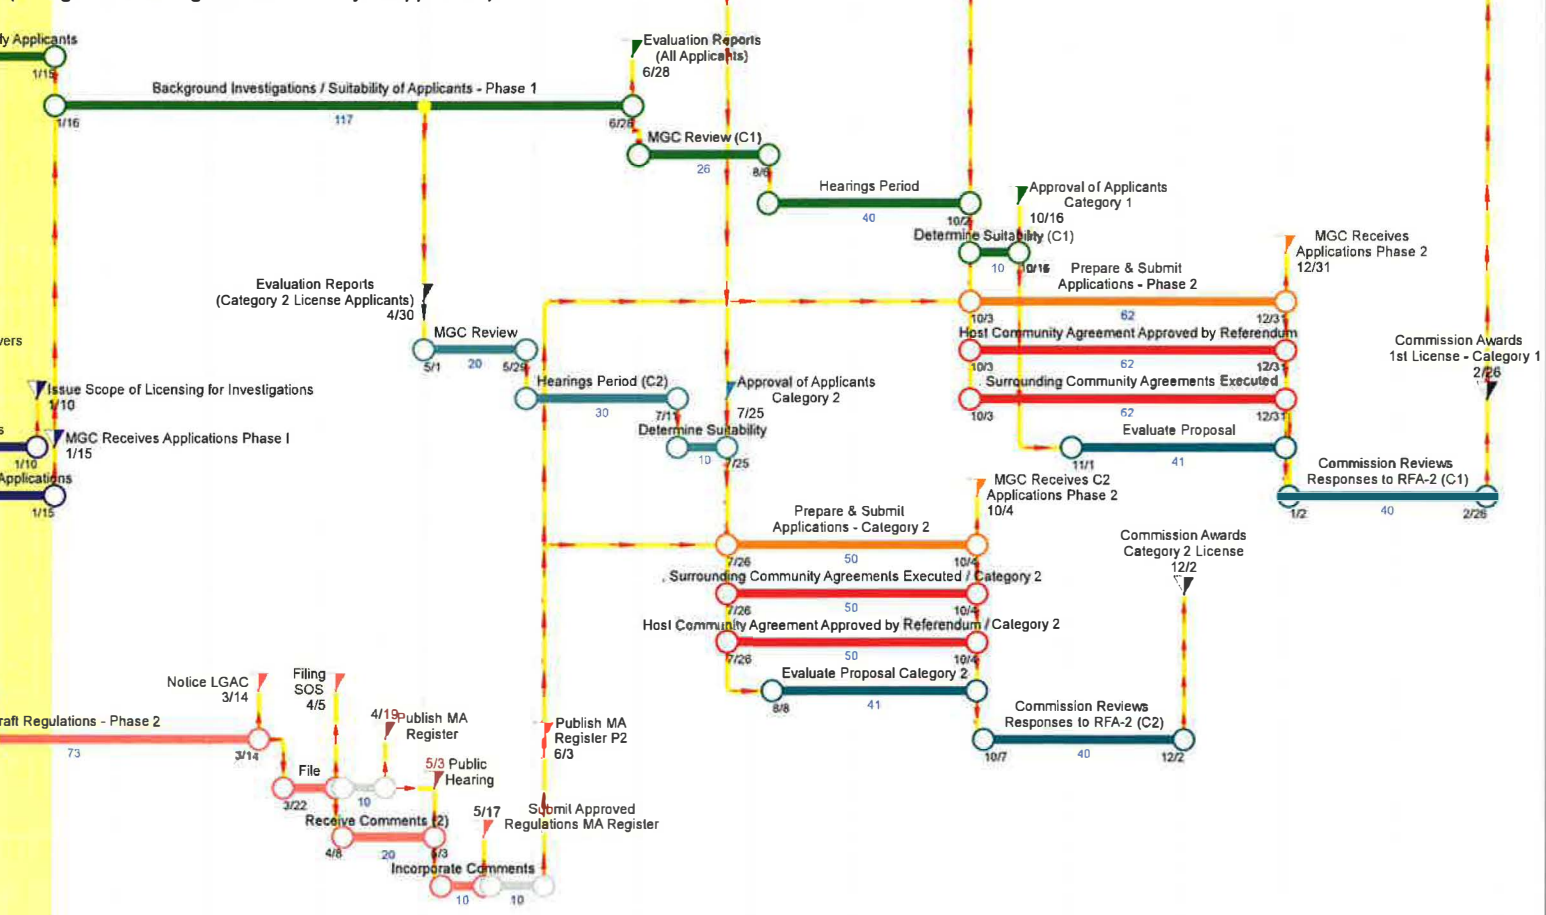 ly Applicants
1/15
Evaluation Reports
(All Applicants)
6/28
Background Investigations / Suitability of Applicants - Phase 1
1/16
117
6/28
MGC Review (C1)
26
8/6
Hearings Period
40
10/2
Approval of Applicants
Category 1
10/16
Determine Suitability (C1)
10
10/16
MGC Receives
Applications Phase 2
12/31
Prepare & Submit
Applications - Phase 2
10/3
62
12/31
Evaluation Reports
(Category 2 License Applicants)
4/30
MGC Review
5/1
20
5/29
Host Community Agreement Approved by Referendum
10/3
62
12/31
Commission Awards
1st License - Category 1
2/26
vers
Issue Scope of Licensing for Investigations
1/10
Hearings Period (C2)
30
7/11
Approval of Applicants
Category 2
7/25
Surrounding Community Agreements Executed
10/3
62
12/31
s
1/10
MGC Receives Applications Phase I
1/15
Determine Suitability
10
7/25
Evaluate Proposal
11/1
41
Applications
1/15
Commission Reviews
Responses to RFA-2 (C1)
1/2
40
2/26
MGC Receives C2
Applications Phase 2
10/4
Prepare & Submit
Applications - Category 2
7/26
50
10/4
Commission Awards
Category 2 License
12/2
Surrounding Community Agreements Executed / Category 2
7/26
50
10/4
Host Community Agreement Approved by Referendum / Category 2
7/26
50
10/4
Evaluate Proposal Category 2
8/8
41
Commission Reviews
Responses to RFA-2 (C2)
10/7
40
12/2
Notice LGAC
3/14
Filing
SOS
4/5
4/19
Publish MA
Register
raft Regulations - Phase 2
73
3/14
Publish MA
Register P2
6/3
File
3/22
10
5/3 Public
Hearing
Receive Comments (2)
4/8
20
5/3
5/17
Submit Approved
Regulations MA Register
Incorporate Comments
10
10